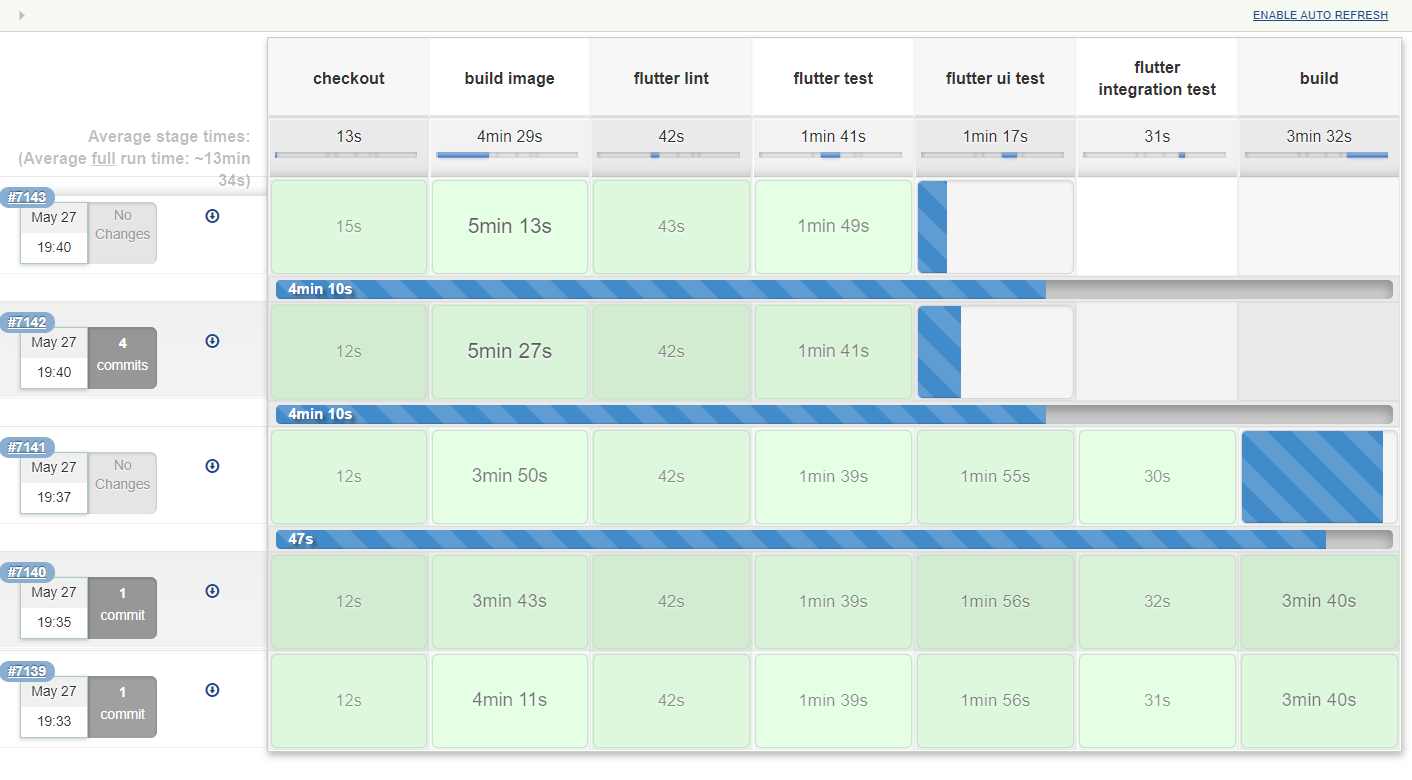 ENABLE AUTO REFRESH
checkout
build image
flutter lint
flutter test
flutter ui test
flutter
integration test
build
Average stage times:
(Average full run time: ~13min
34s)
13s
4min 29s
42s
1min 41s
1min 17s
31s
3min 32s
#7143
May 27
19:40
No
Changes
15s
5min 13s
43s
1min 49s
4min 10s
#7142
May 27
19:40
4
commits
12s
5min 27s
42s
1min 41s
4min 10s
#7141
May 27
19:37
No
Changes
12s
3min 50s
42s
1min 39s
1min 55s
30s
47s
#7140
May 27
19:35
1
commit
12s
3min 43s
42s
1min 39s
1min 56s
32s
3min 40s
#7139
May 27
19:33
1
commit
12s
4min 11s
42s
1min 39s
1min 56s
31s
3min 40s